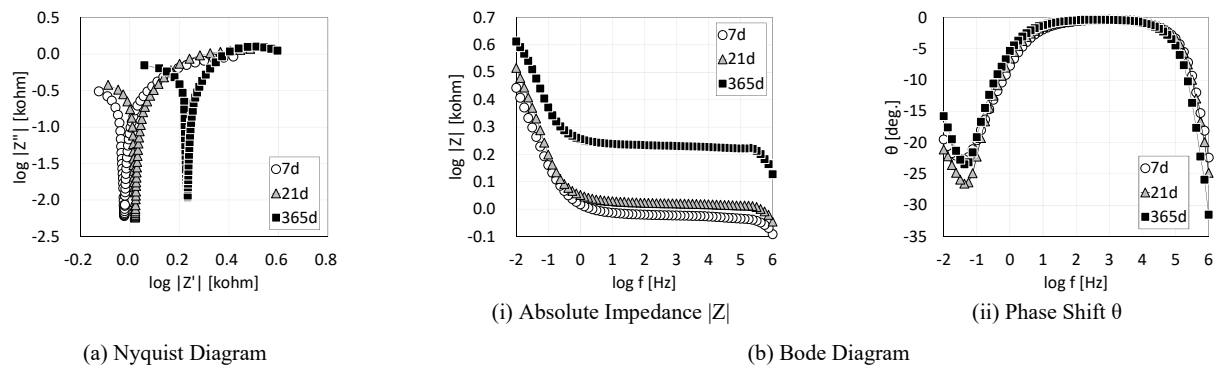 0.5
0.0
-0.5
-1.0
-1.5
-2.0
-2.5
log |Z"| [kohm]
-0.2 0.0 0.2 0.4 0.6 0.8
log |Z'| [kohm]
7d
21d
365d
(a) Nyquist Diagram
0.7
0.6
0.5
0.4
0.3
0.2
0.1
0.0
-0.1
log |Z| [kohm]
-2 -1 0 1 2 3 4 5 6
log f [Hz]
7d
21d
365d
(i) Absolute Impedance |Z|
0
-5
-10
-15
-20
-25
-30
-35
θ [deg.]
-2 -1 0 1 2 3 4 5 6
log f [Hz]
7d
21d
365d
(ii) Phase Shift θ
(b) Bode Diagram